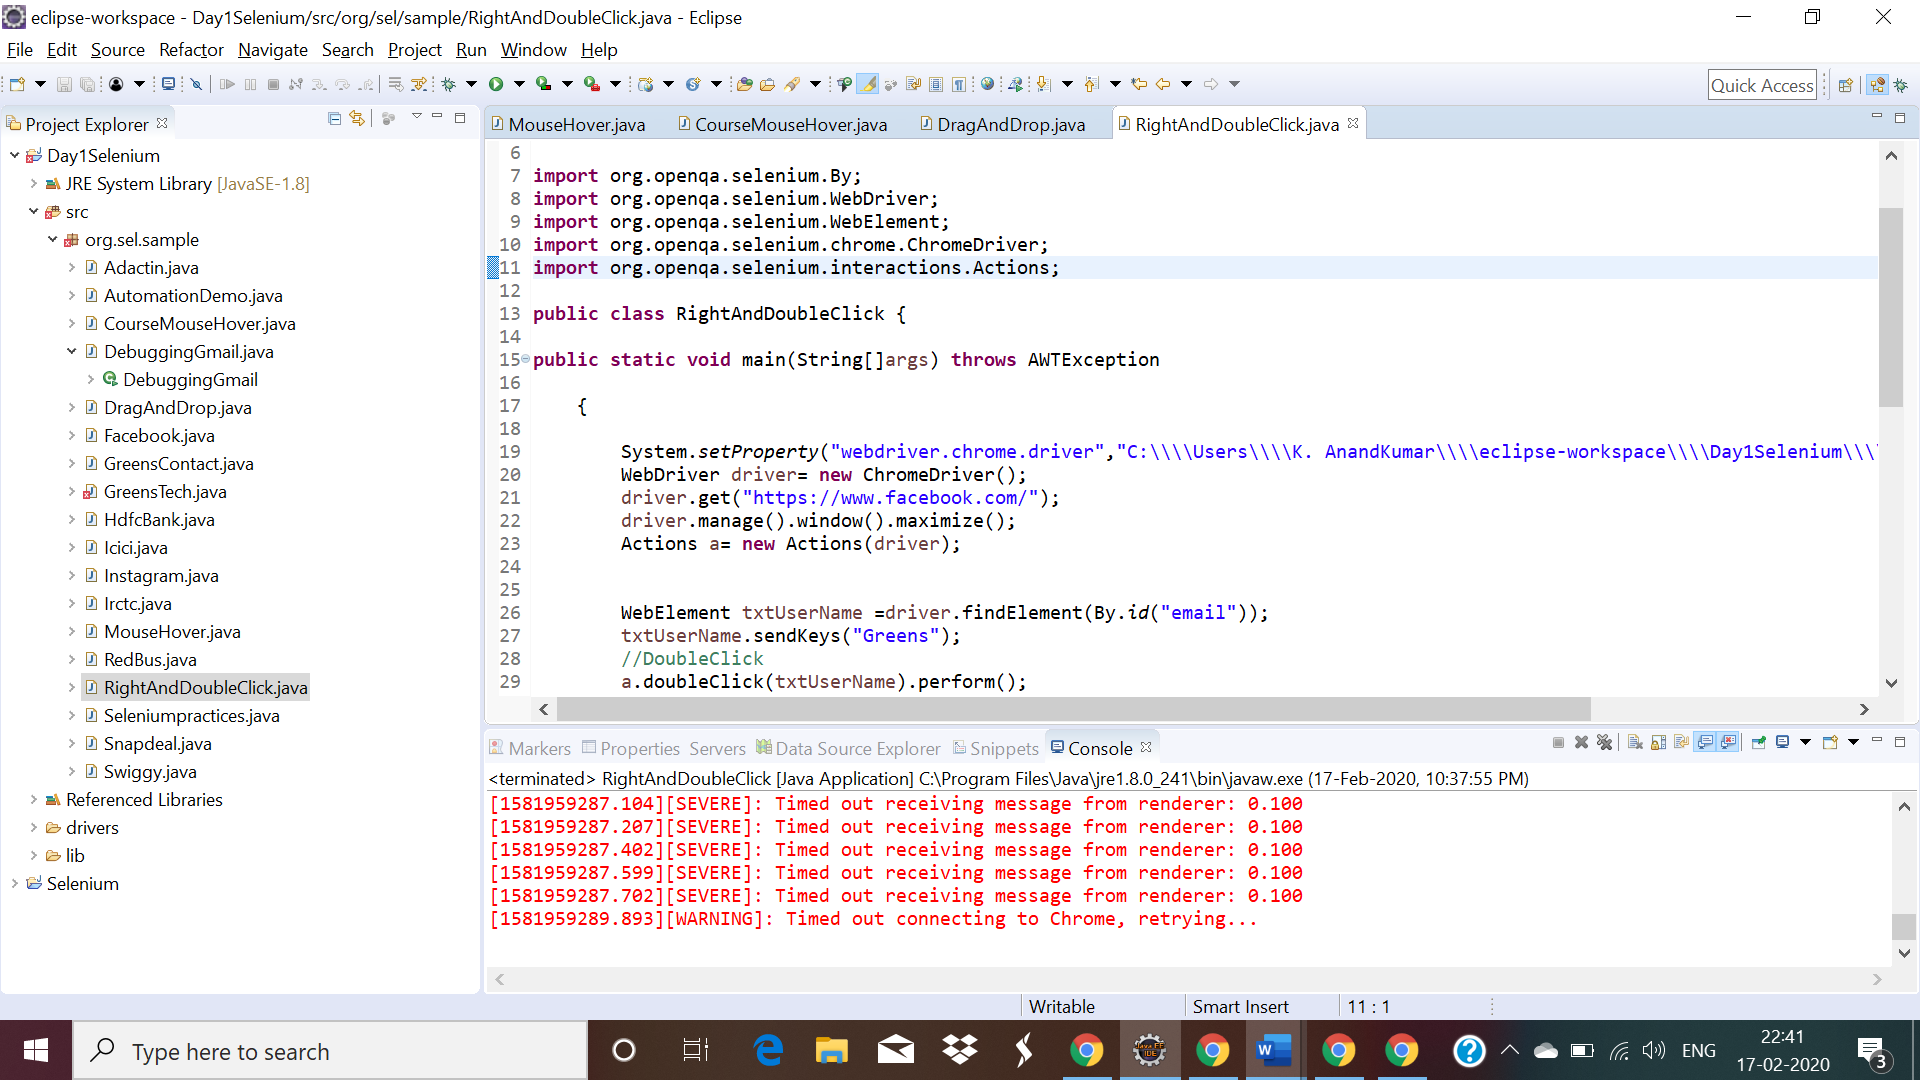 eclipse-workspace - Day1Selenium/src/org/sel/sample/RightAndDoubleClick.java - Eclipse
File Edit Source Refactor Navigate Search Project Run Window Help
Quick Access
Project Explorer
Day1Selenium
JRE System Library [JavaSE-1.8]
src
org.sel.sample
Adactin.java
AutomationDemo.java
CourseMouseHover.java
DebuggingGmail.java
DebuggingGmail
DragAndDrop.java
Facebook.java
GreensContact.java
GreensTech.java
HdfcBank.java
Icici.java
Instagram.java
Irctc.java
MouseHover.java
RedBus.java
RightAndDoubleClick.java
Seleniumpractices.java
Snapdeal.java
Swiggy.java
Referenced Libraries
drivers
lib
Selenium
MouseHover.java CourseMouseHover.java DragAndDrop.java RightAndDoubleClick.java
6
7 import org.openqa.selenium.By;
8 import org.openqa.selenium.WebDriver;
9 import org.openqa.selenium.WebElement;
10 import org.openqa.selenium.chrome.ChromeDriver;
11 import org.openqa.selenium.interactions.Actions;
12
13 public class RightAndDoubleClick {
14
15 public static void main(String[]args) throws AWTException
16
17 {
18
19 System.setProperty("webdriver.chrome.driver","C:\\\\Users\\\\K. AnandKumar\\\\eclipse-workspace\\\\Day1Selenium\\\
20 WebDriver driver= new ChromeDriver();
21 driver.get("https://www.facebook.com/");
22 driver.manage().window().maximize();
23 Actions a= new Actions(driver);
24
25
26 WebElement txtUserName =driver.findElement(By.id("email"));
27 txtUserName.sendKeys("Greens");
28 //DoubleClick
29 a.doubleClick(txtUserName).perform();
Markers Properties Servers Data Source Explorer Snippets Console
<terminated> RightAndDoubleClick [Java Application] C:\Program Files\Java\jre1.8.0_241\bin\javaw.exe (17-Feb-2020, 10:37:55 PM)
[1581959287.104][SEVERE]: Timed out receiving message from renderer: 0.100
[1581959287.207][SEVERE]: Timed out receiving message from renderer: 0.100
[1581959287.402][SEVERE]: Timed out receiving message from renderer: 0.100
[1581959287.599][SEVERE]: Timed out receiving message from renderer: 0.100
[1581959287.702][SEVERE]: Timed out receiving message from renderer: 0.100
[1581959289.893][WARNING]: Timed out connecting to Chrome, retrying...
Writable Smart Insert 11 : 1
Type here to search
ENG
22:41
17-02-2020
3